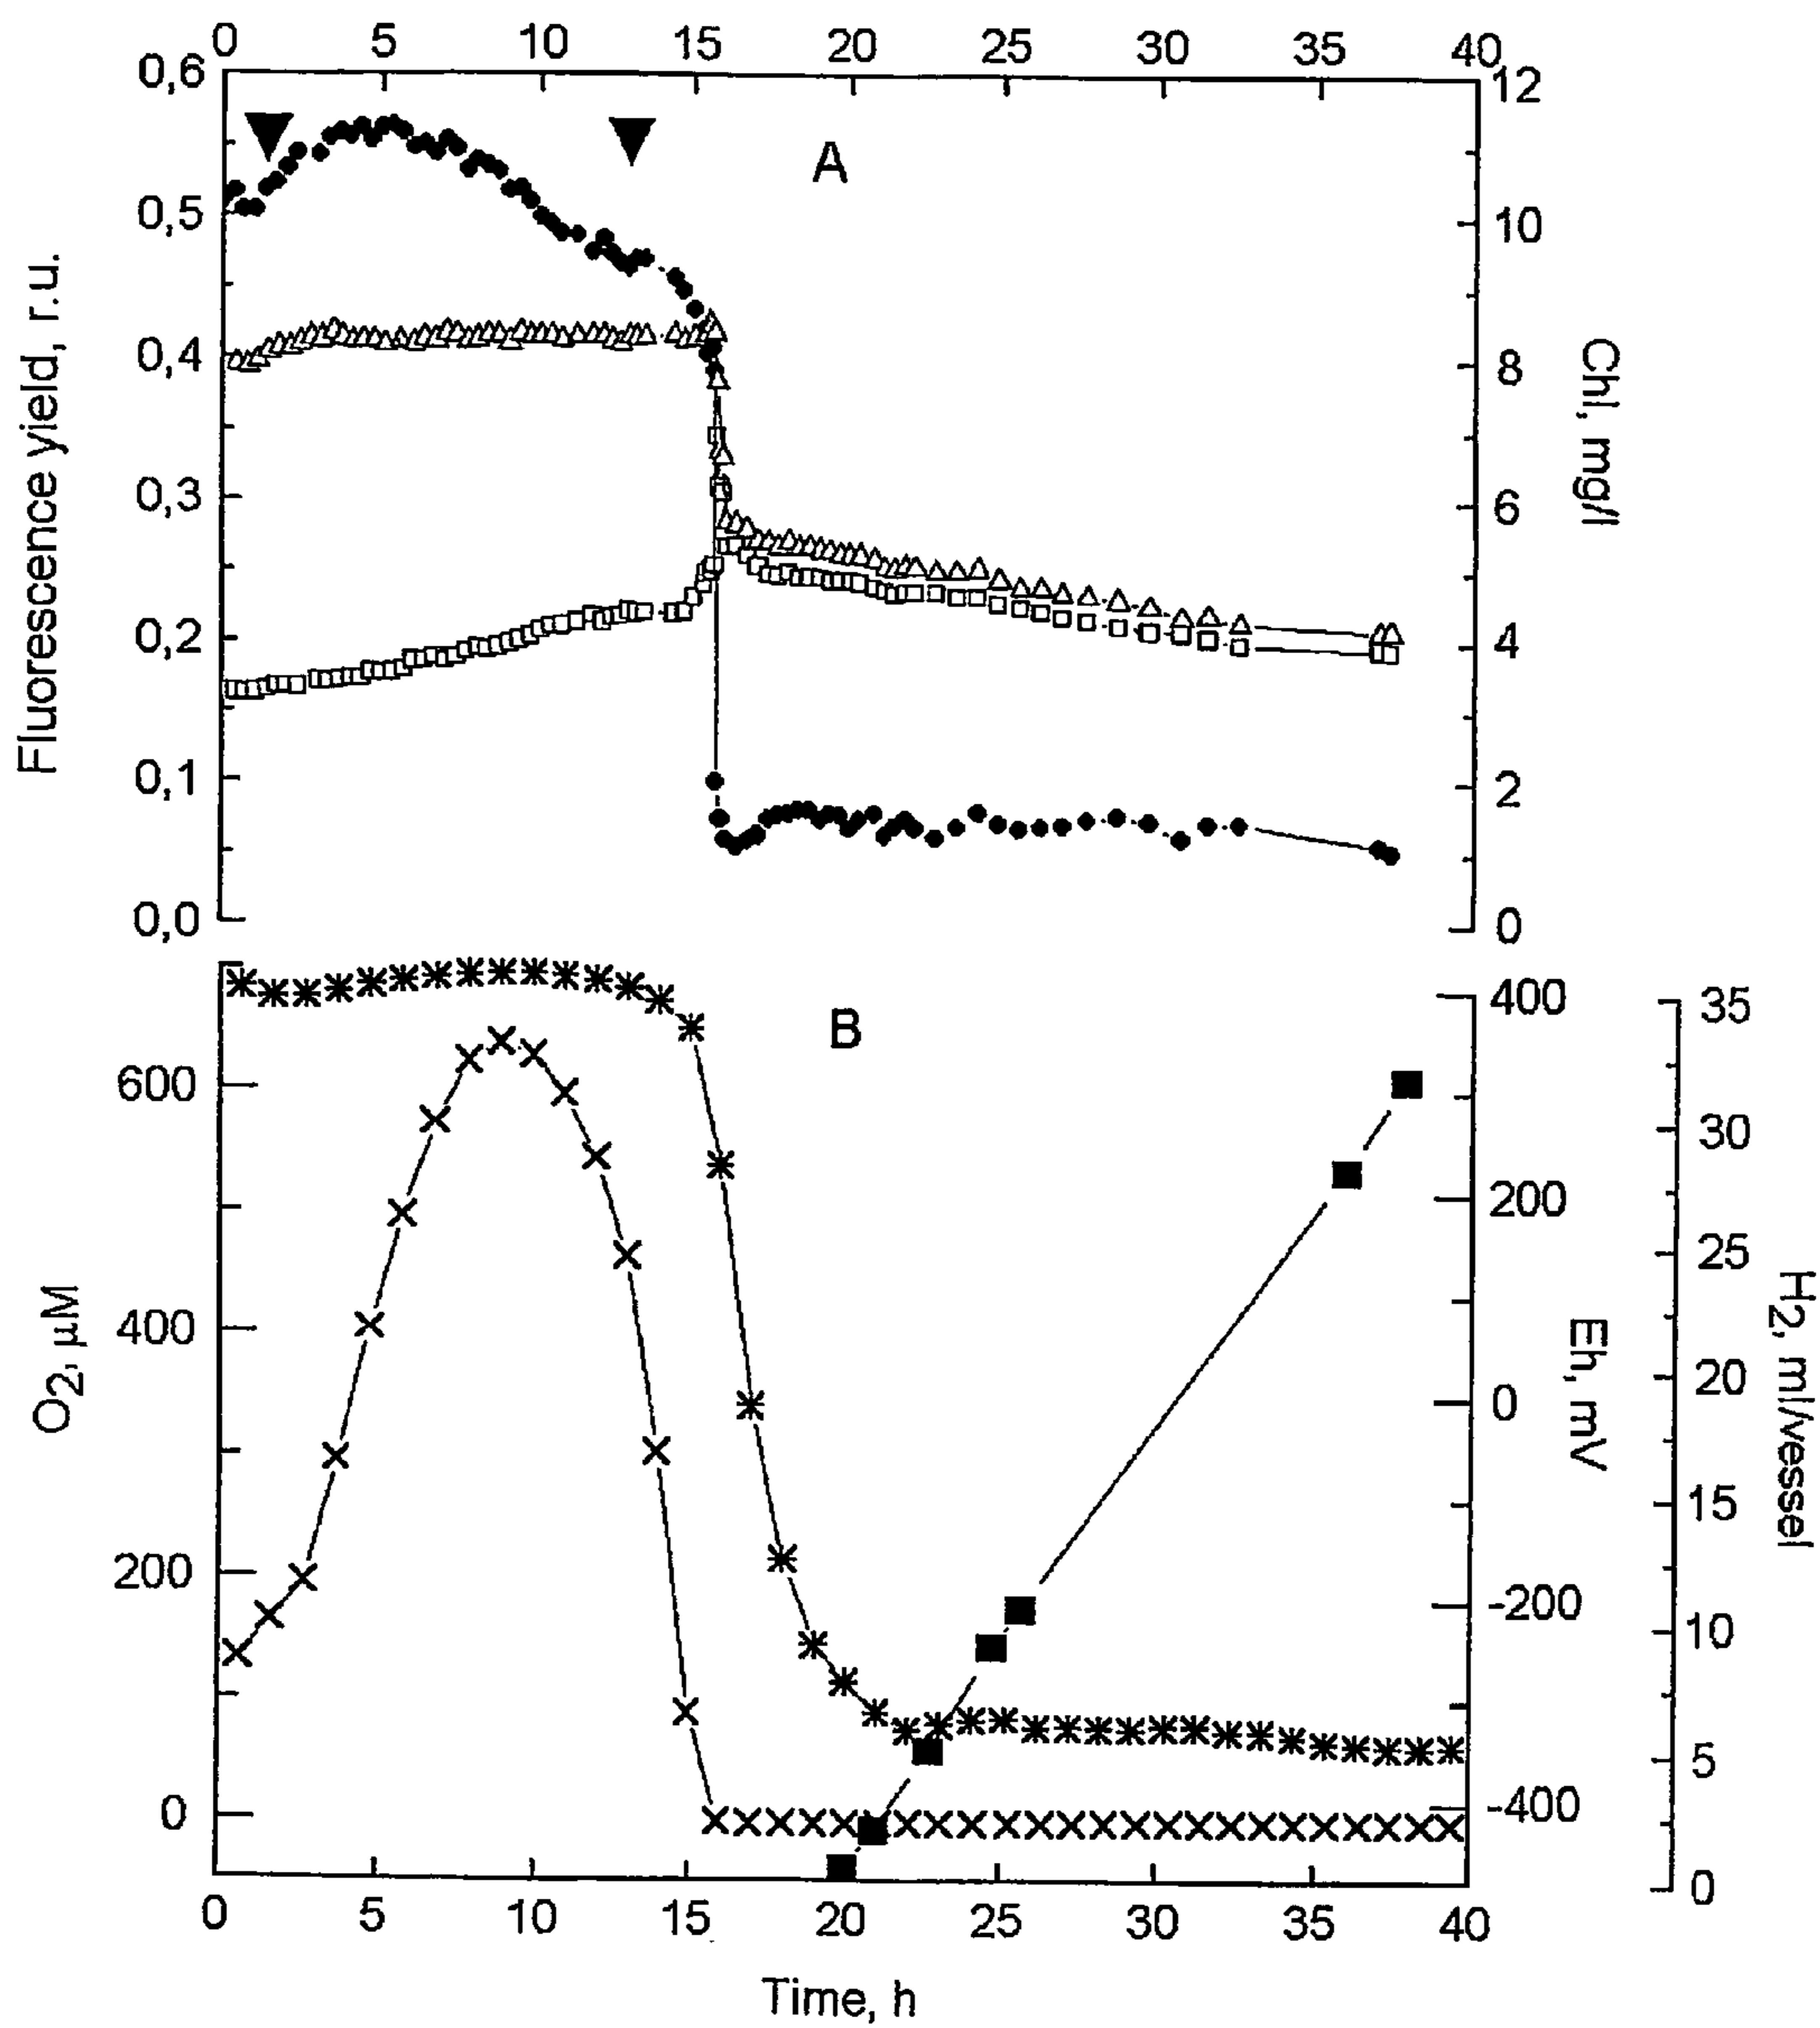 0 5 10 15 20 25 30 35 40
0,6 12
A
0,5 10
0,4 8
0,3 6
0,2 4
0,1 2
0,0 0
Fluorescence yield, r.u.
Chl, mg/l
B
400 35
600
30
200
25
400
20
0
15
200
-200
10
5
0 -400
0
O2, μM
Eh, mV
H2, ml/vessel
0 5 10 15 20 25 30 35 40
Time, h